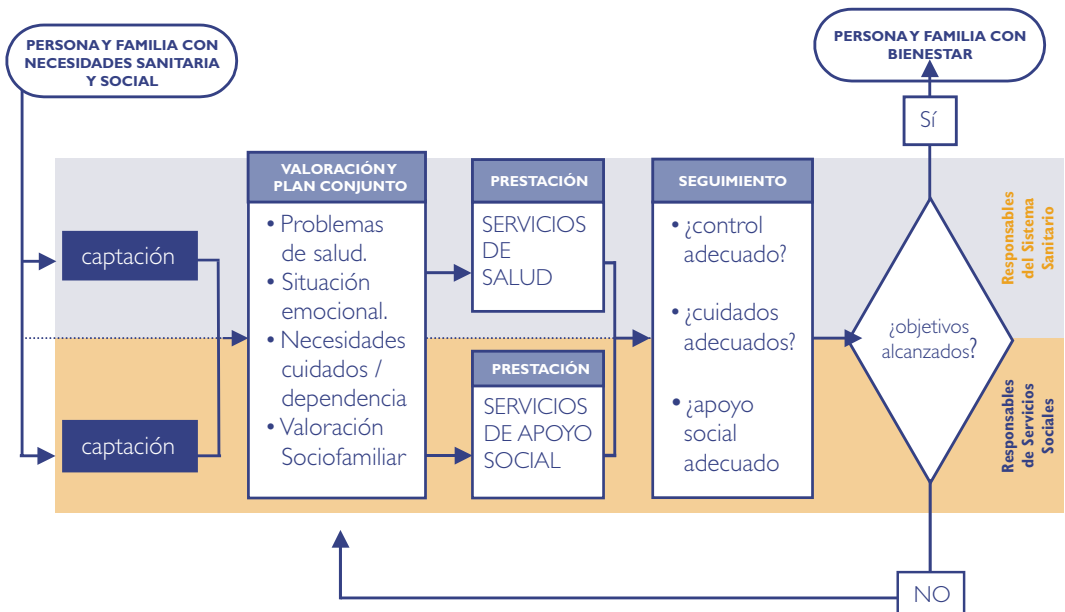 PERSONA Y FAMILIA CON
NECESIDADES SANITARIA
Y SOCIAL
PERSONA Y FAMILIA CON
BIENESTAR
Sí
captación
captación
VALORACIÓN Y
PLAN CONJUNTO
• Problemas
de salud.
• Situación
emocional.
• Necesidades
cuidados /
dependencia
• Valoración
Sociofamiliar
PRESTACIÓN
SERVICIOS
DE
SALUD
PRESTACIÓN
SERVICIOS
DE APOYO
SOCIAL
SEGUIMIENTO
• ¿control
adecuado?
• ¿cuidados
adecuados?
• ¿apoyo
social
adecuado
¿objetivos
alcanzados?
Responsables
del Sistema
Sanitario
Responsables
de Servicios
Sociales
NO